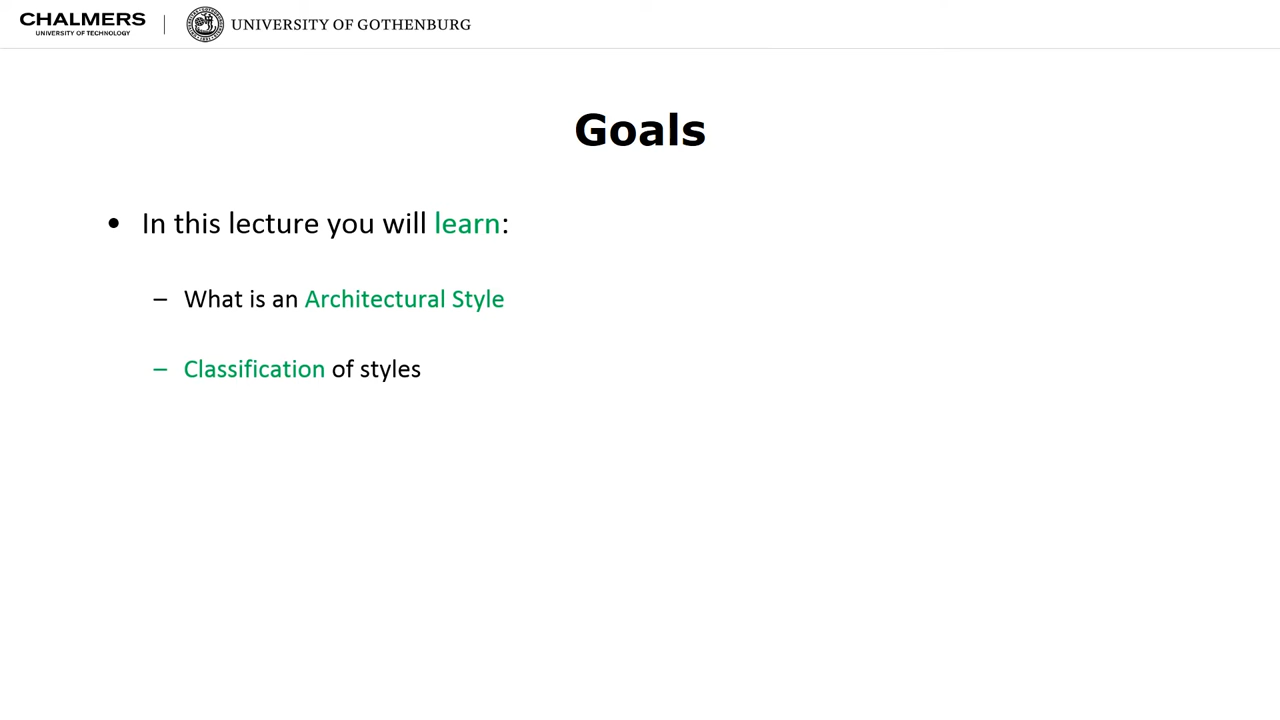 CHALMERS
UNIVERSITY OF TECHNOLOGY
UNIVERSITY OF GOTHENBURG
Goals
• In this lecture you will learn:
– What is an Architectural Style
– Classification of styles